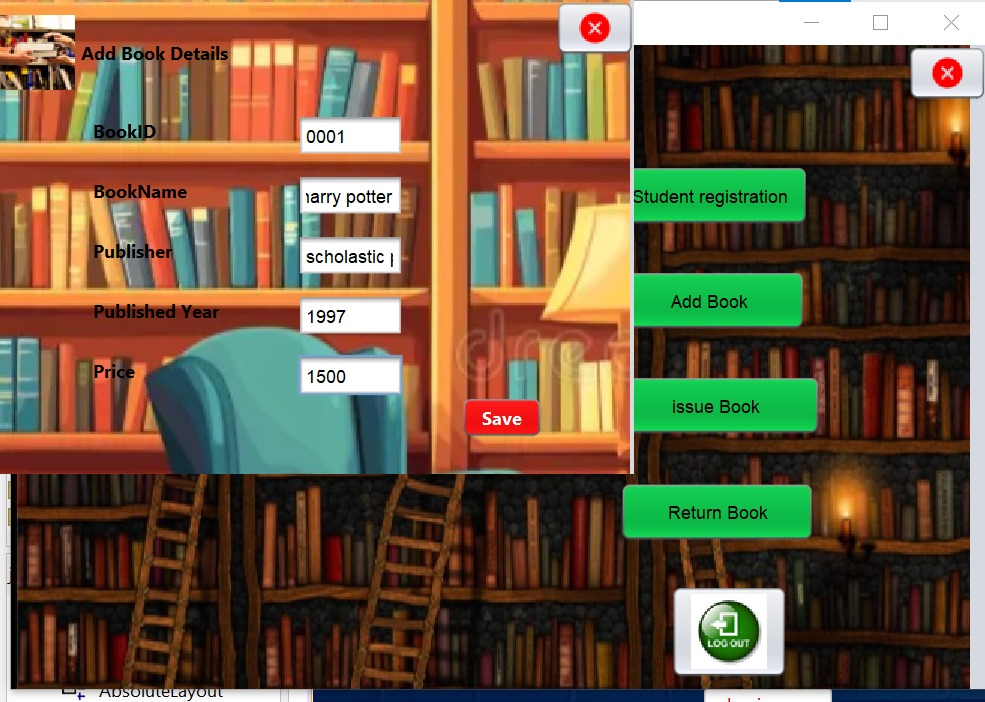 Add Book Details
BookID
0001
BookName
harry potter
Publisher
scholastic
Published Year
1997
Price
1500
Save
Student registration
Add Book
issue Book
Return Book
LOG OUT
AbsoluteLayout